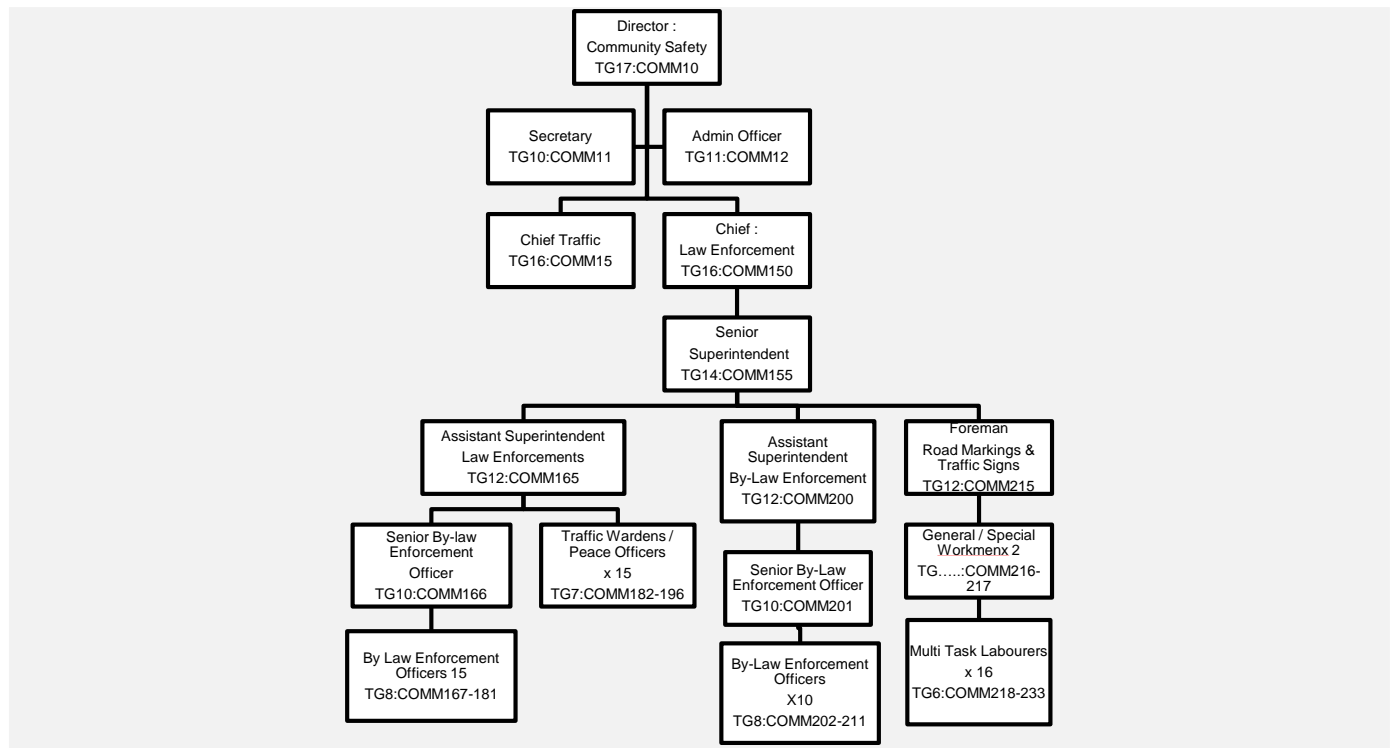 Director :
Community Safety
TG17:COMM10
Secretary
TG10:COMM11
Admin Officer
TG11:COMM12
Chief Traffic
TG16:COMM15
Chief :
Law Enforcement
TG16:COMM150
Senior
Superintendent
TG14:COMM155
Assistant Superintendent
Law Enforcements
TG12:COMM165
Assistant
Superintendent
By-Law Enforcement
TG12:COMM200
Foreman
Road Markings &
Traffic Signs
TG12:COMM215
Senior By-law
Enforcement
Officer
TG10:COMM166
Traffic Wardens /
Peace Officers
x 15
TG7:COMM182-196
Senior By-Law
Enforcement Officer
TG10:COMM201
General / Special
Workmenx 2
TG…..:COMM216-
217
By Law Enforcement
Officers 15
TG8:COMM167-181
By-Law Enforcement
Officers
X10
TG8:COMM202-211
Multi Task Labourers
x 16
TG6:COMM218-233